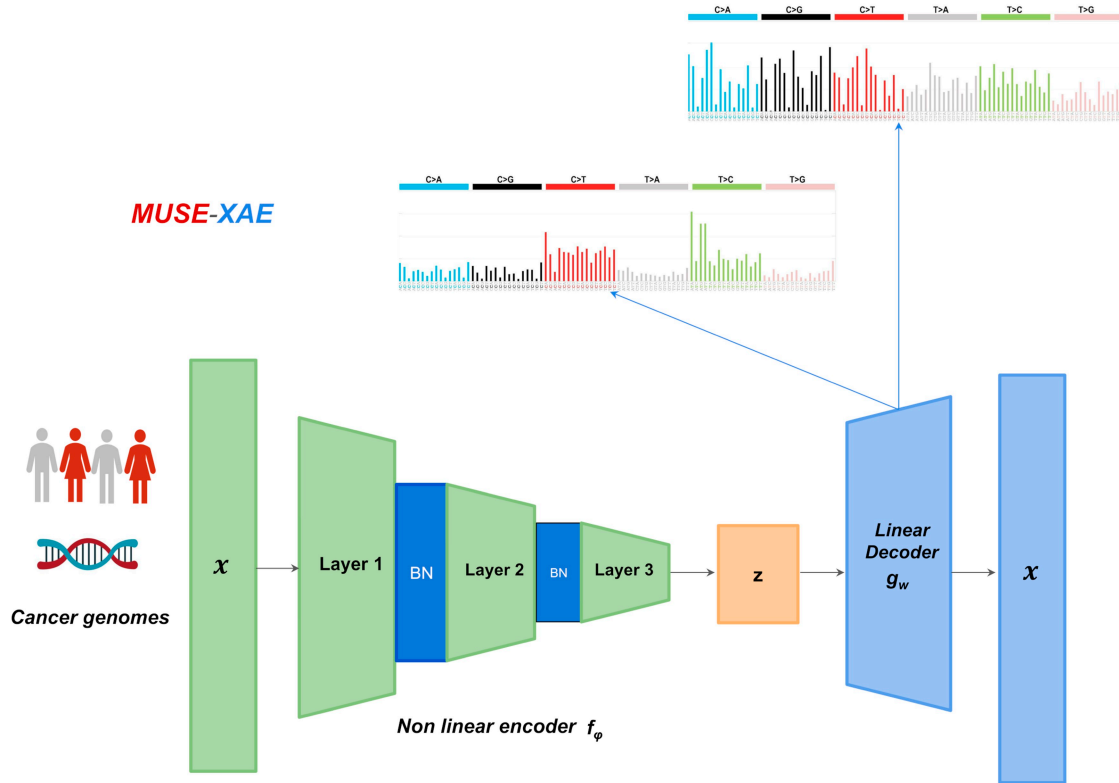 C>A C>G C>T T>A T>C T>G
C>A C>G C>T T>A T>C T>G
MUSE-XAE
x
Layer 1
BN
Layer 2
BN
Layer 3
z
Linear
Decoder
g_w
x
Cancer genomes
Non linear encoder f_φ